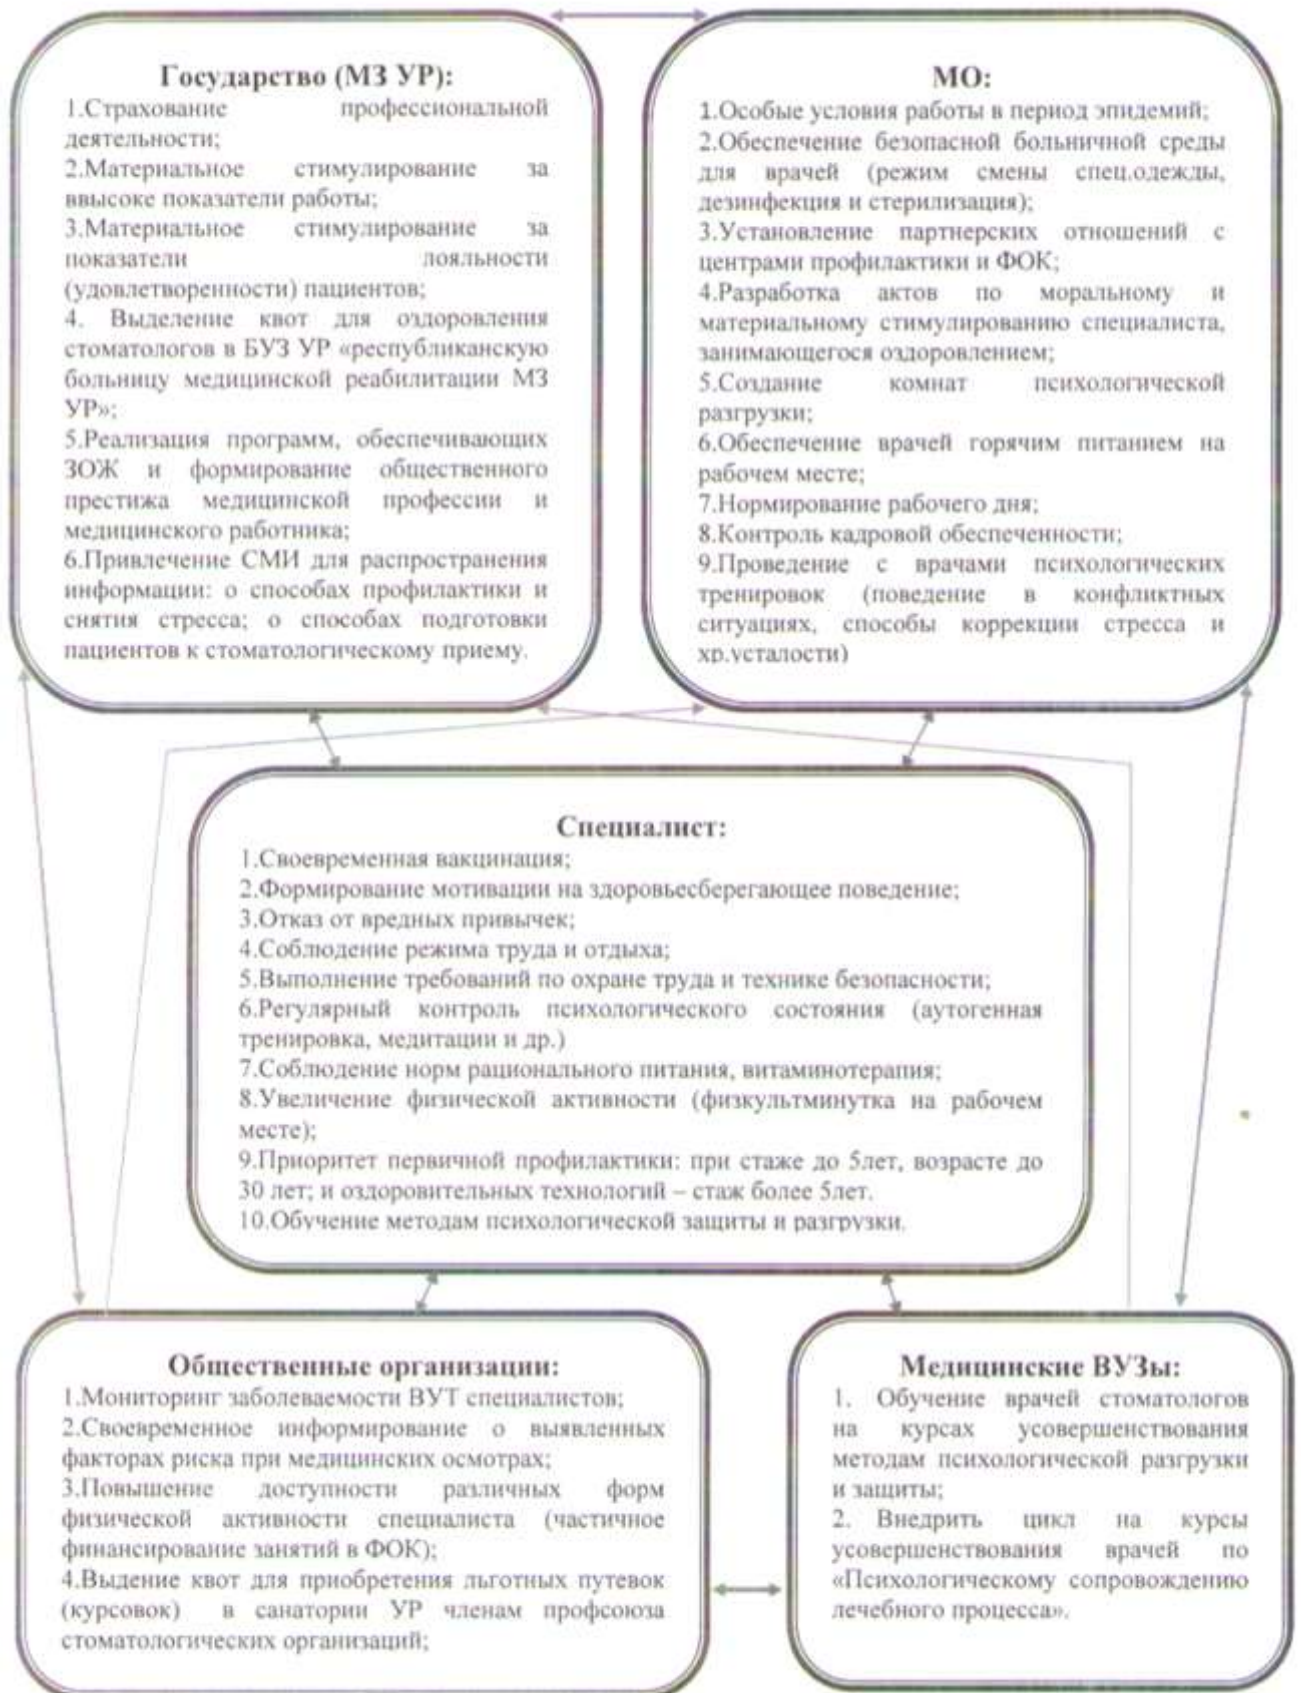 Государство (МЗ УР):
1.Страхование профессиональной
деятельности;
2.Материальное стимулирование за
ввысоке показатели работы;
3.Материальное стимулирование за
показатели лояльности
(удовлетворенности) пациентов;
4. Выделение квот для оздоровления
стоматологов в БУЗ УР «республиканскую
больницу медицинской реабилитации МЗ
УР»;
5.Реализация программ, обеспечивающих
ЗОЖ и формирование общественного
престижа медицинской профессии и
медицинского работника;
6.Привлечение СМИ для распространения
информации: о способах профилактики и
снятия стресса; о способах подготовки
пациентов к стоматологическому приему.
МО:
1.Особые условия работы в период эпидемий;
2.Обеспечение безопасной больничной среды
для врачей (режим смены спец.одежды,
дезинфекция и стерилизация);
3.Установление партнерских отношений с
центрами профилактики и ФОК;
4.Разработка актов по моральному и
материальному стимулированию специалиста,
занимающегося оздоровлением;
5.Создание комнат психологической
разгрузки;
6.Обеспечение врачей горячим питанием на
рабочем месте;
7.Нормирование рабочего дня;
8.Контроль кадровой обеспеченности;
9.Проведение с врачами психологических
тренировок (поведение в конфликтных
ситуациях, способы коррекции стресса и
хр.усталости)
Специалист:
1.Своевременная вакцинация;
2.Формирование мотивации на здоровьесберегающее поведение;
3.Отказ от вредных привычек;
4.Соблюдение режима труда и отдыха;
5.Выполнение требований по охране труда и технике безопасности;
6.Регулярный контроль психологического состояния (аутогенная
тренировка, медитации и др.)
7.Соблюдение норм рационального питания, витаминотерапия;
8.Увеличение физической активности (физкультминутка на рабочем
месте);
9.Приоритет первичной профилактики: при стаже до 5лет, возрасте до
30 лет; и оздоровительных технологий – стаж более 5лет.
10.Обучение методам психологической защиты и разгрузки.
Общественные организации:
1.Мониторинг заболеваемости ВУТ специалистов;
2.Своевременное информирование о выявленных
факторах риска при медицинских осмотрах;
3.Повышение доступности различных форм
физической активности специалиста (частичное
финансирование занятий в ФОК);
4.Выдение квот для приобретения льготных путевок
(курсовок) в санатории УР членам профсоюза
стоматологических организаций;
Медицинские ВУЗы:
1. Обучение врачей стоматологов
на курсах усовершенствования
методам психологической разгрузки
и защиты;
2. Внедрить цикл на курсы
усовершенствования врачей по
«Психологическому сопровождению
лечебного процесса».